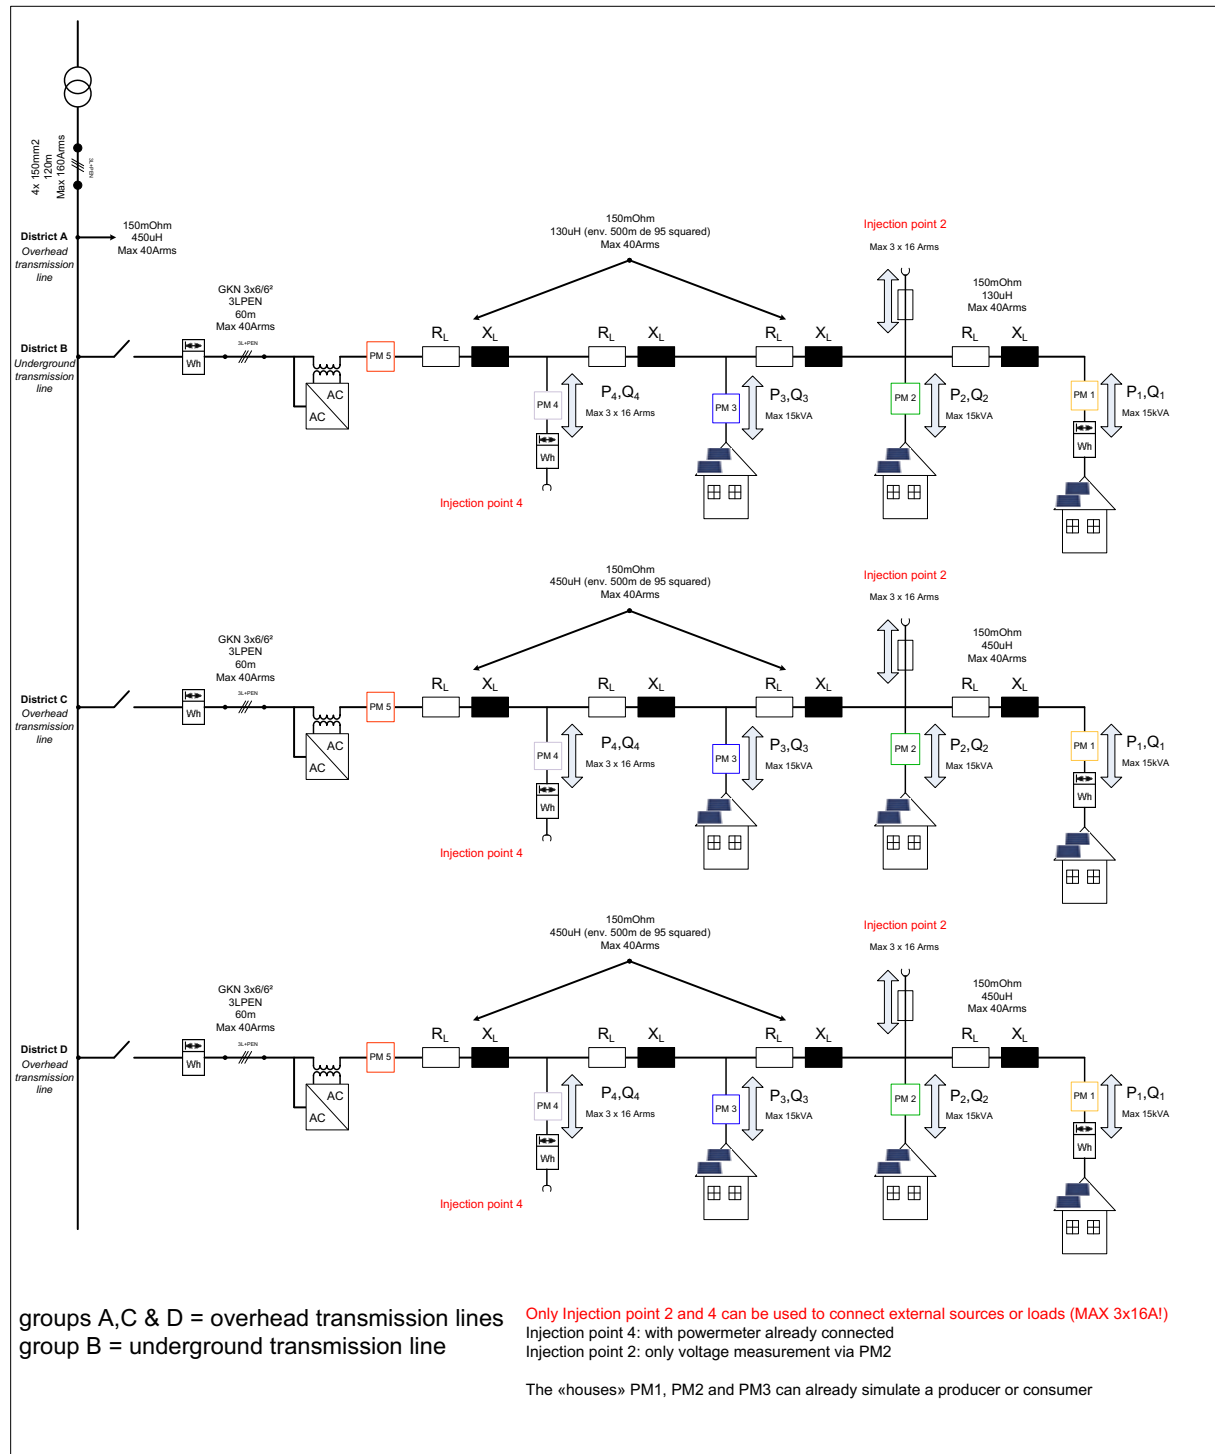 4x 150mm2
120m
Max 160Arms
3L+PEN
District A
Overhead
transmission
line
150mOhm
450uH
Max 40Arms
150mOhm
130uH (env. 500m de 95 squared)
Max 40Arms
Injection point 2
Max 3 x 16 Arms
150mOhm
130uH
Max 40Arms
GKN 3x6/6²
3LPEN
60m
Max 40Arms
3L+PEN
District B
Underground
transmission
line
Wh
AC
AC
PM 5
RL
XL
RL
XL
RL
XL
RL
XL
PM 4
P4,Q4
Max 3 x 16 Arms
Wh
Injection point 4
PM 3
P3,Q3
Max 15kVA
PM 2
P2,Q2
Max 15kVA
PM 1
P1,Q1
Max 15kVA
Wh
150mOhm
450uH (env. 500m de 95 squared)
Max 40Arms
Injection point 2
Max 3 x 16 Arms
150mOhm
450uH
Max 40Arms
GKN 3x6/6²
3LPEN
60m
Max 40Arms
3L+PEN
District C
Overhead
transmission
line
Wh
AC
AC
PM 5
RL
XL
RL
XL
RL
XL
RL
XL
PM 4
P4,Q4
Max 3 x 16 Arms
Wh
Injection point 4
PM 3
P3,Q3
Max 15kVA
PM 2
P2,Q2
Max 15kVA
PM 1
P1,Q1
Max 15kVA
Wh
150mOhm
450uH (env. 500m de 95 squared)
Max 40Arms
Injection point 2
Max 3 x 16 Arms
150mOhm
450uH
Max 40Arms
GKN 3x6/6²
3LPEN
60m
Max 40Arms
3L+PEN
District D
Overhead
transmission
line
Wh
AC
AC
PM 5
RL
XL
RL
XL
RL
XL
RL
XL
PM 4
P4,Q4
Max 3 x 16 Arms
Wh
Injection point 4
PM 3
P3,Q3
Max 15kVA
PM 2
P2,Q2
Max 15kVA
PM 1
P1,Q1
Max 15kVA
Wh
groups A,C & D = overhead transmission lines
group B = underground transmission line
Only Injection point 2 and 4 can be used to connect external sources or loads (MAX 3x16A!)
Injection point 4: with powermeter already connected
Injection point 2: only voltage measurement via PM2
The «houses» PM1, PM2 and PM3 can already simulate a producer or consumer